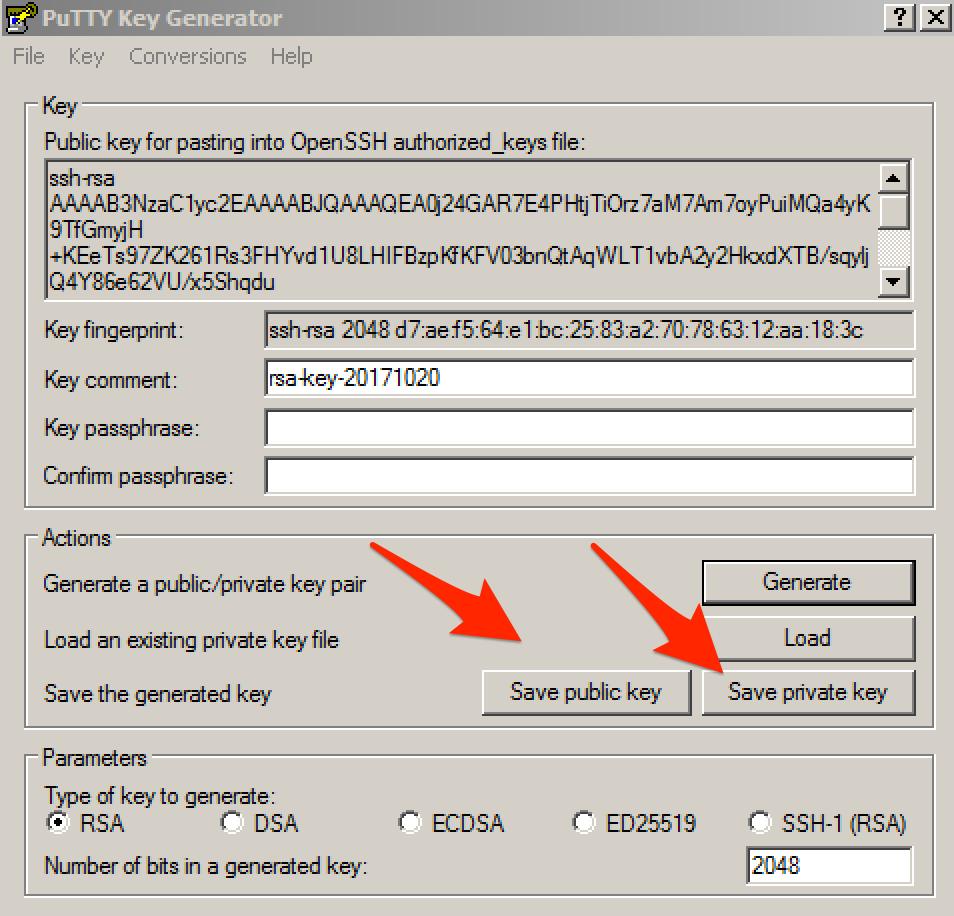 PuTTY Key Generator
File Key Conversions Help
Key
Public key for pasting into OpenSSH authorized_keys file:
ssh-rsa
AAAAB3NzaC1yc2EAAAABJQAAAQEA0j24GAR7E4PHtjTiOrz7aM7Am7oyPuiMQa4yK
9TfGmyjH
+KEeTs97ZK261Rs3FHYvd1U8LHIFBzpKfKFV03bnQtAqWLT1vbA2y2HkxdXTB/sqylj
Q4Y86e62VU/x5Shqdu
Key fingerprint: ssh-rsa 2048 d7:ae:f5:64:e1:bc:25:83:a2:70:78:63:12:aa:18:3c
Key comment: rsa-key-20171020
Key passphrase:
Confirm passphrase:
Actions
Generate a public/private key pair Generate
Load an existing private key file Load
Save the generated key Save public key Save private key
Parameters
Type of key to generate:
RSA DSA ECDSA ED25519 SSH-1 (RSA)
Number of bits in a generated key: 2048